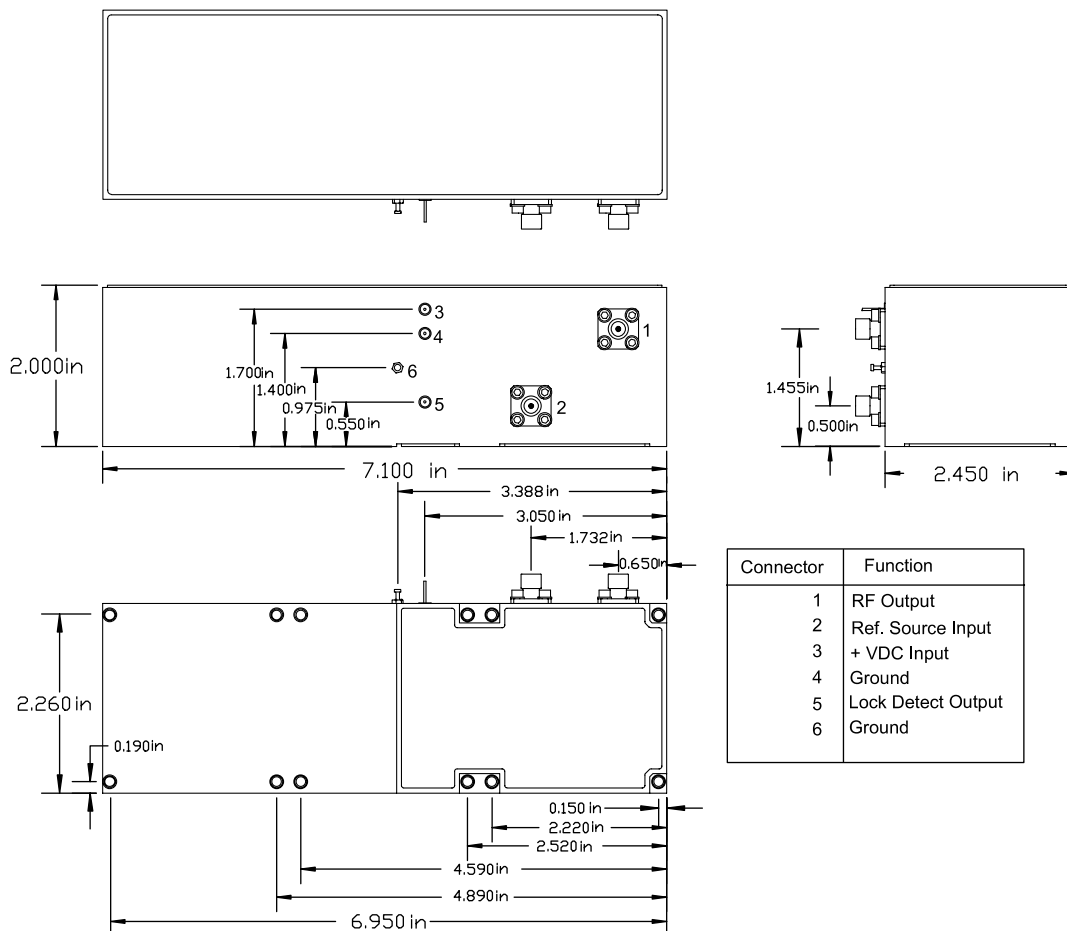 3
4
1
6
5
2
2.000in
1.700in
1.400in
0.975in
0.550in
1.455in
0.500in
7.100 in
2.450 in
3.388in
3.050in
1.732in
0.650in
Connector Function
1 RF Output
2 Ref. Source Input
3 + VDC Input
4 Ground
5 Lock Detect Output
6 Ground
2.260in
0.190in
0.150in
2.220in
2.520in
4.590in
4.890in
6.950in